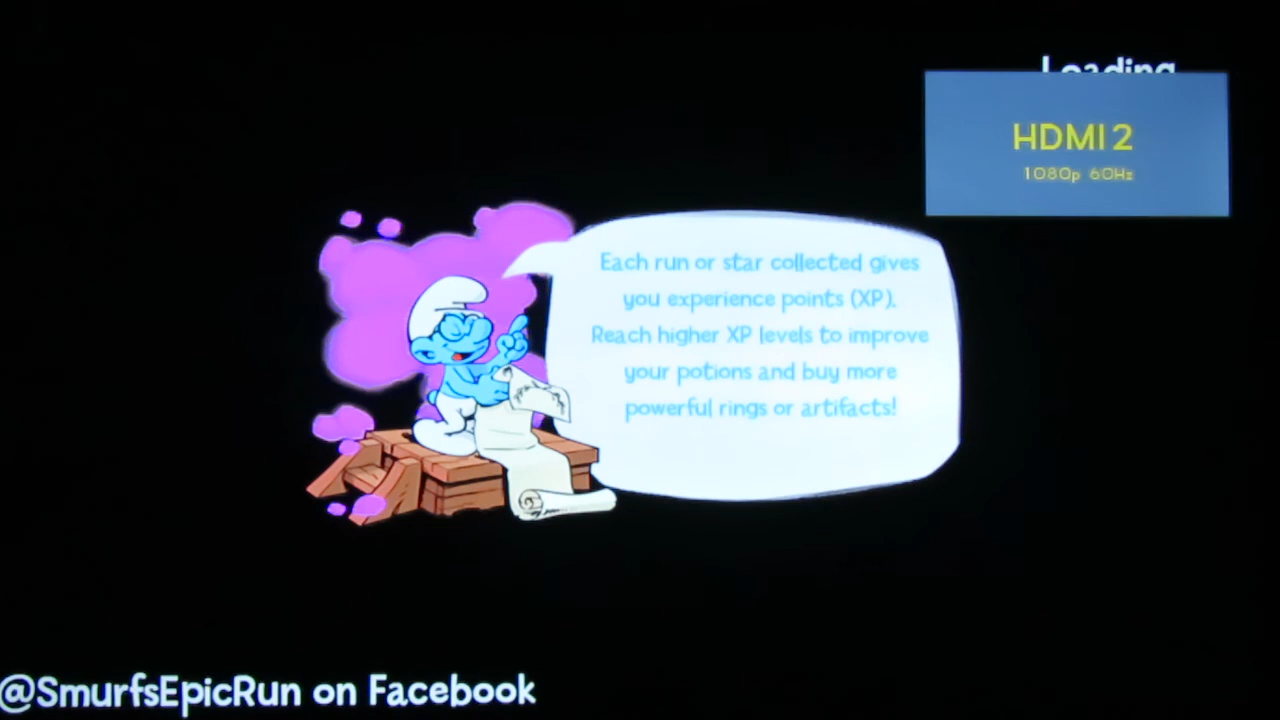 Loading
HDMI 2
1080p 60Hz
Each run or star collected gives
you experience points (XP).
Reach higher XP levels to improve
your potions and buy more
powerful rings or artifacts!
@SmurfsEpicRun on Facebook